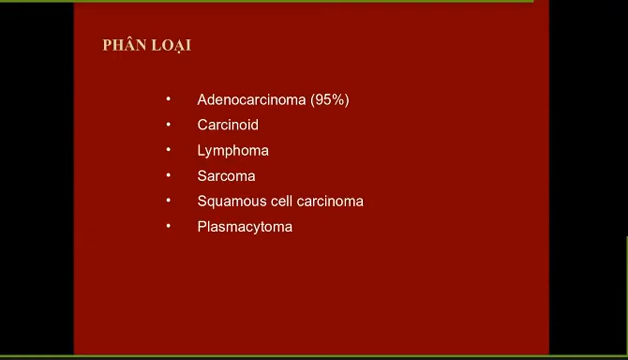 PHÂN LOẠI
• Adenocarcinoma (95%)
• Carcinoid
• Lymphoma
• Sarcoma
• Squamous cell carcinoma
• Plasmacytoma